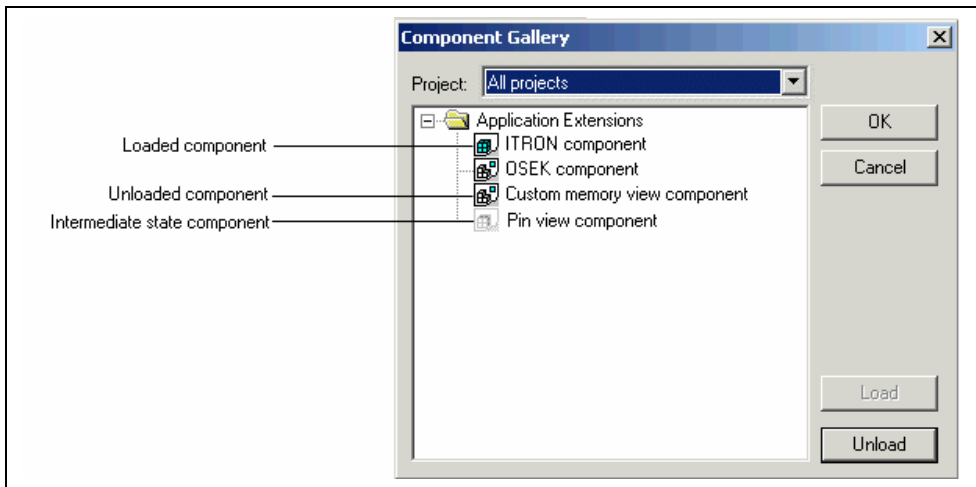 Component Gallery
Project: All projects
Application Extensions
OK
Loaded component
ITRON component
OSEK component
Cancel
Unloaded component
Custom memory view component
Intermediate state component
Pin view component
Load
Unload